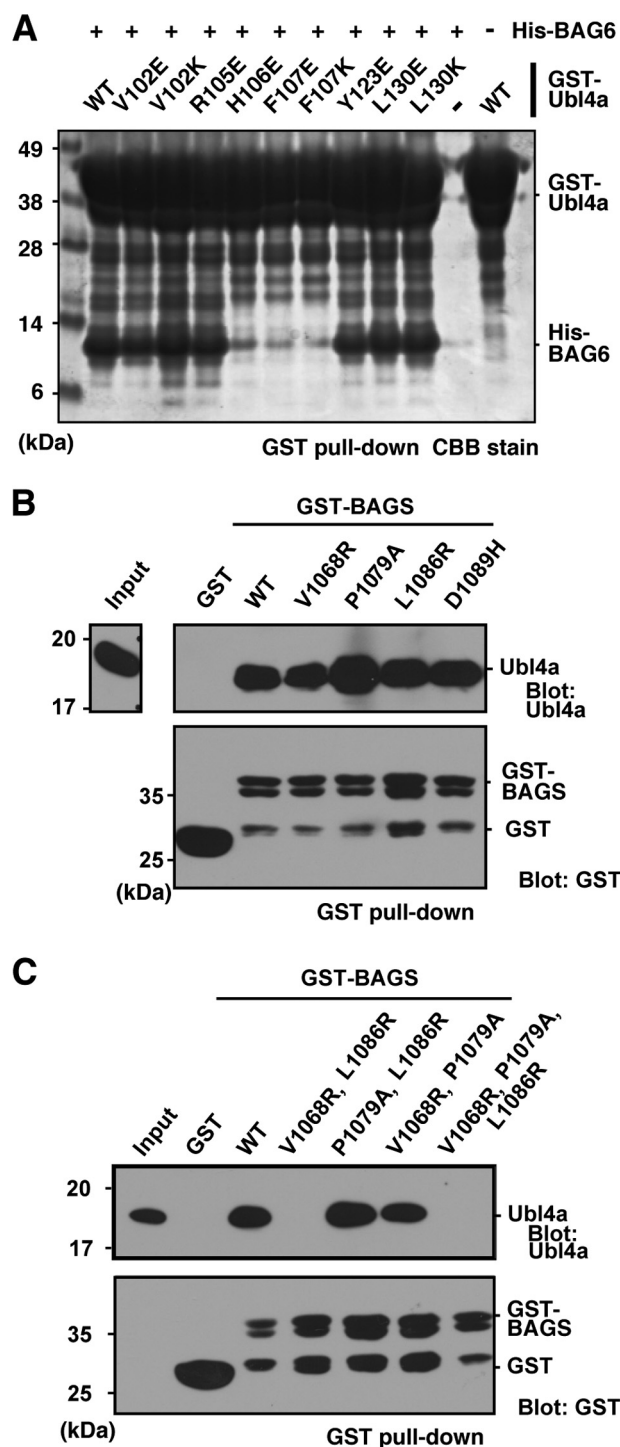 A
+ + + + + + + + + + + - His-BAG6
WT V102E V102K R105E H106E F107E F107K Y123E L130E L130K - WT
GST-
Ubl4a
49
38
28
14
6
(kDa)
GST-
Ubl4a
His-
BAG6
GST pull-down CBB stain
B
GST-BAGS
Input GST WT V1068R P1079A L1086R D1089H
20
17
Ubl4a
Blot:
Ubl4a
35
25
(kDa)
GST-
BAGS
GST
Blot: GST
GST pull-down
C
GST-BAGS
Input GST WT V1068R, L1086R P1079A, L1086R V1068R, P1079A V1068R, P1079A,
L1086R
20
17
Ubl4a
Blot:
Ubl4a
35
25
(kDa)
GST-
BAGS
GST
Blot: GST
GST pull-down